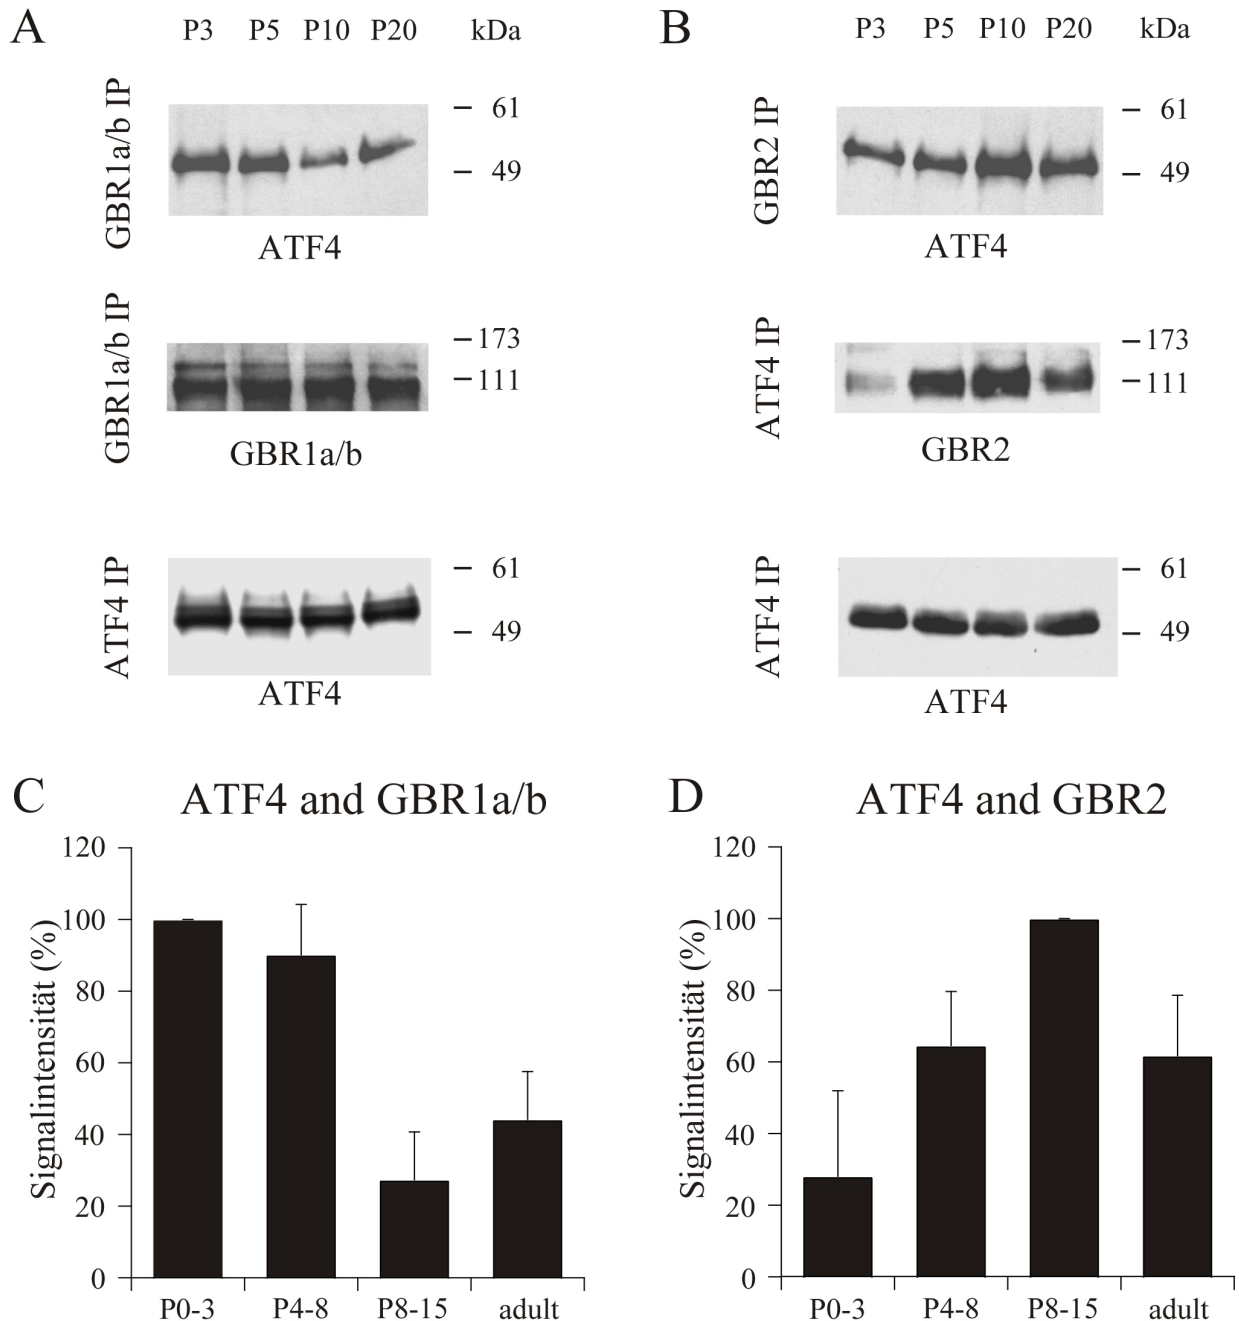 A
P3 P5 P10 P20 kDa
GBR1a/b IP
– 61
– 49
ATF4
GBR1a/b IP
– 173
– 111
GBR1a/b
ATF4 IP
– 61
– 49
ATF4
B
P3 P5 P10 P20 kDa
GBR2 IP
– 61
– 49
ATF4
ATF4 IP
– 173
– 111
GBR2
ATF4 IP
– 61
– 49
ATF4
C
ATF4 and GBR1a/b
Signalintensität (%)
120
100
80
60
40
20
0
P0-3 P4-8 P8-15 adult
D
ATF4 and GBR2
Signalintensität (%)
120
100
80
60
40
20
0
P0-3 P4-8 P8-15 adult